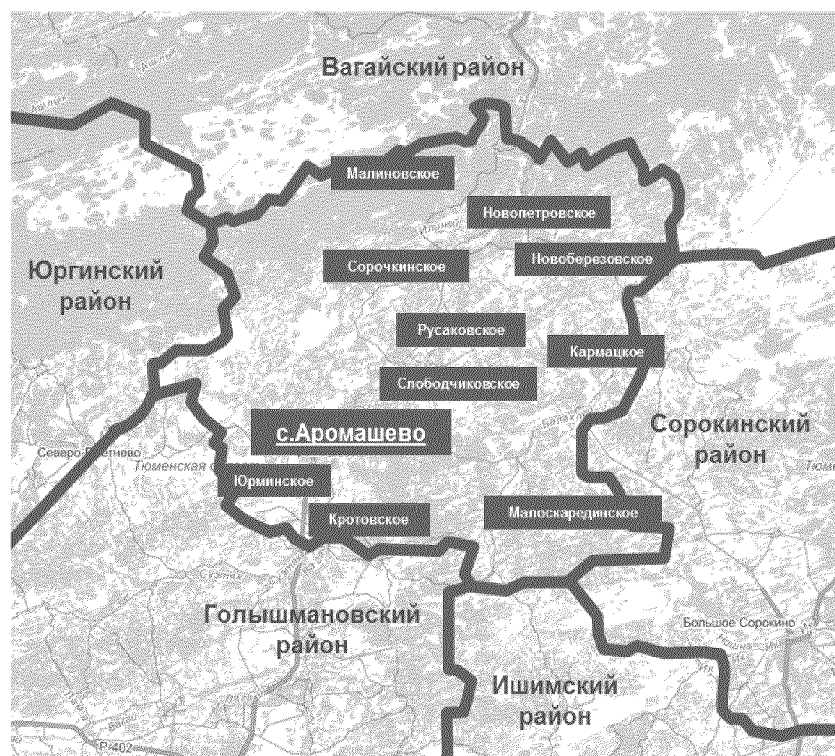 Вагайский район
Малиновское
Новопетровское
Сорочкинское
Новоберезовское
Юргинский
район
Русаковское
Кармацкое
Слободчиковское
с.Аромашево
Сорокинский
район
Юрминское
Кротовское
Малоскарединское
Голышмановский
район
Большое Сорокино
Ишимский
район
Р-402